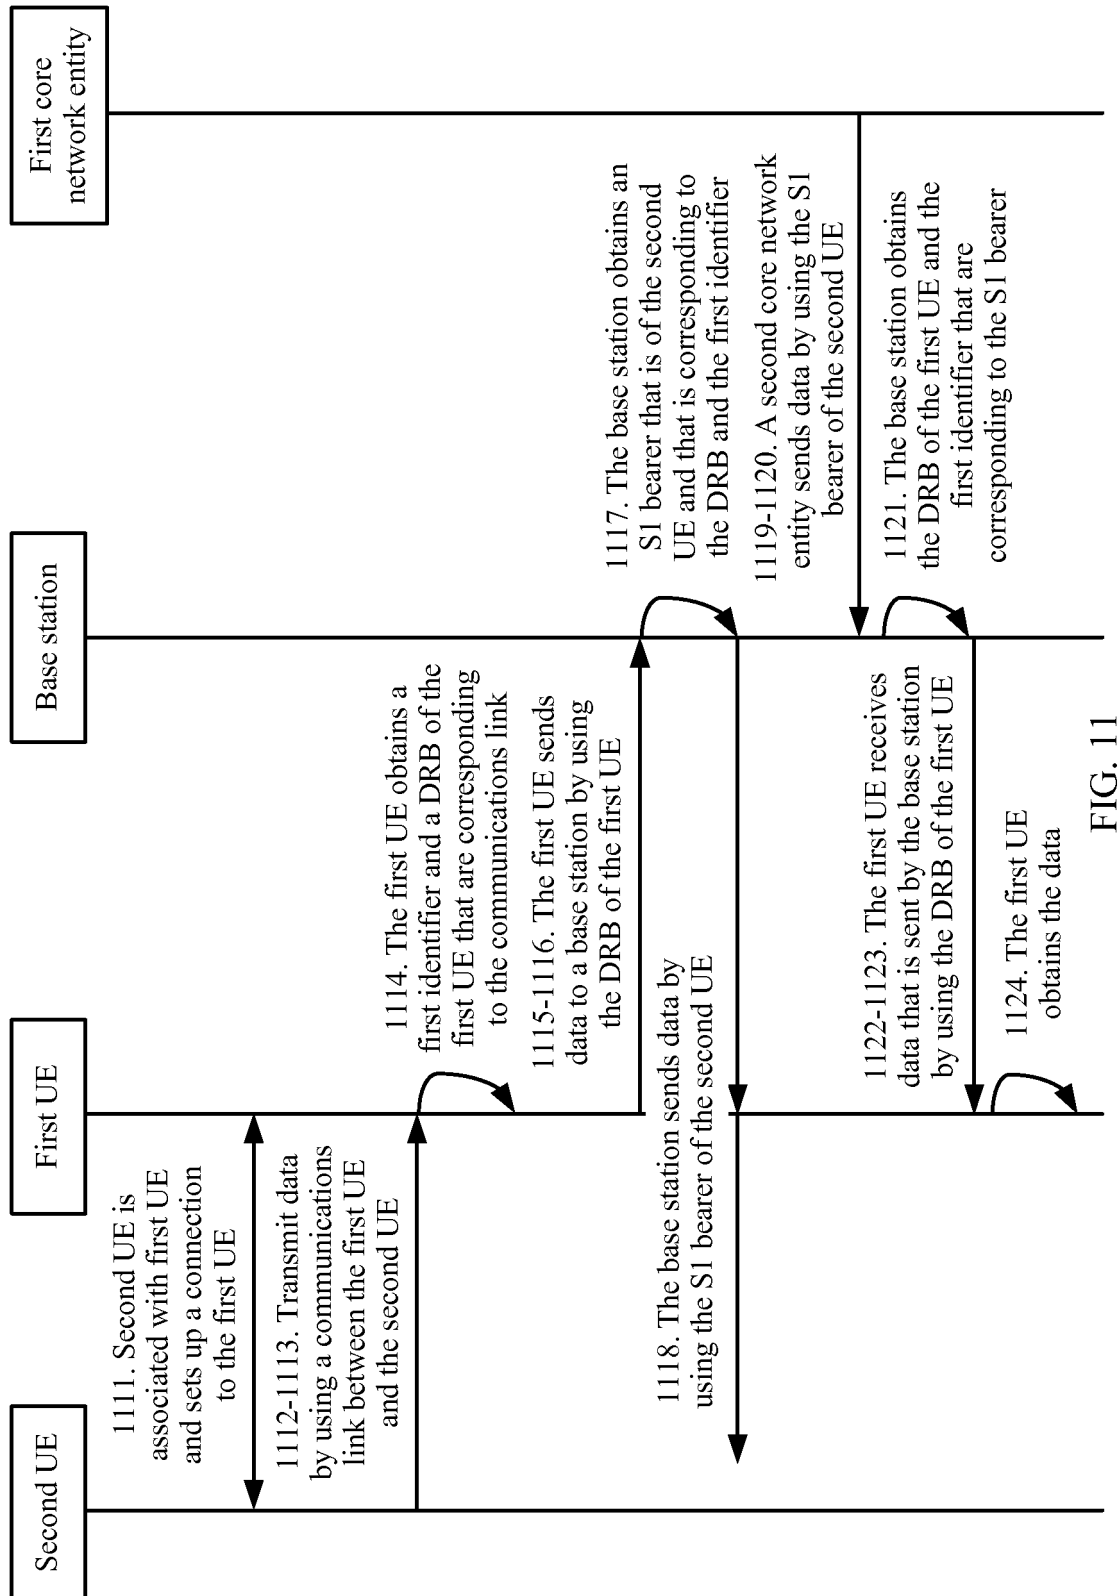 Second UE
First UE
Base station
First core
network entity
1111. Second UE is
associated with first UE
and sets up a connection
to the first UE
1112-1113. Transmit data
by using a communications
link between the first UE
and the second UE
1114. The first UE obtains a
first identifier and a DRB of the
first UE that are corresponding
to the communications link
1115-1116. The first UE sends
data to a base station by using
the DRB of the first UE
1117. The base station obtains an
S1 bearer that is of the second
UE and that is corresponding to
the DRB and the first identifier
1118. The base station sends data by
using the S1 bearer of the second UE
1119-1120. A second core network
entity sends data by using the S1
bearer of the second UE
1121. The base station obtains
the DRB of the first UE and the
first identifier that are
corresponding to the S1 bearer
1122-1123. The first UE receives
data that is sent by the base station
by using the DRB of the first UE
1124. The first UE
obtains the data
FIG. 11